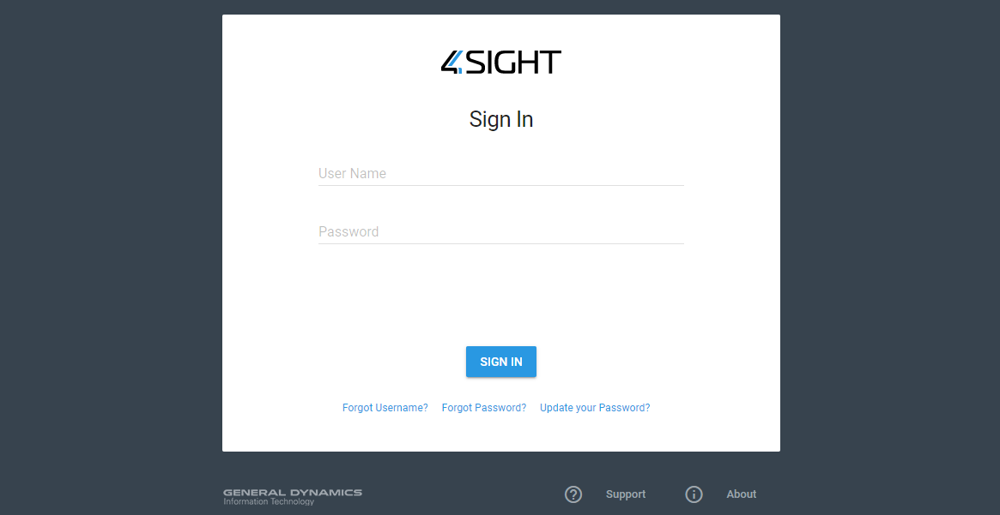 4SIGHT
Sign In
User Name
Password
SIGN IN
Forgot Username? Forgot Password? Update your Password?
GENERAL DYNAMICS
Information Technology
? Support i About